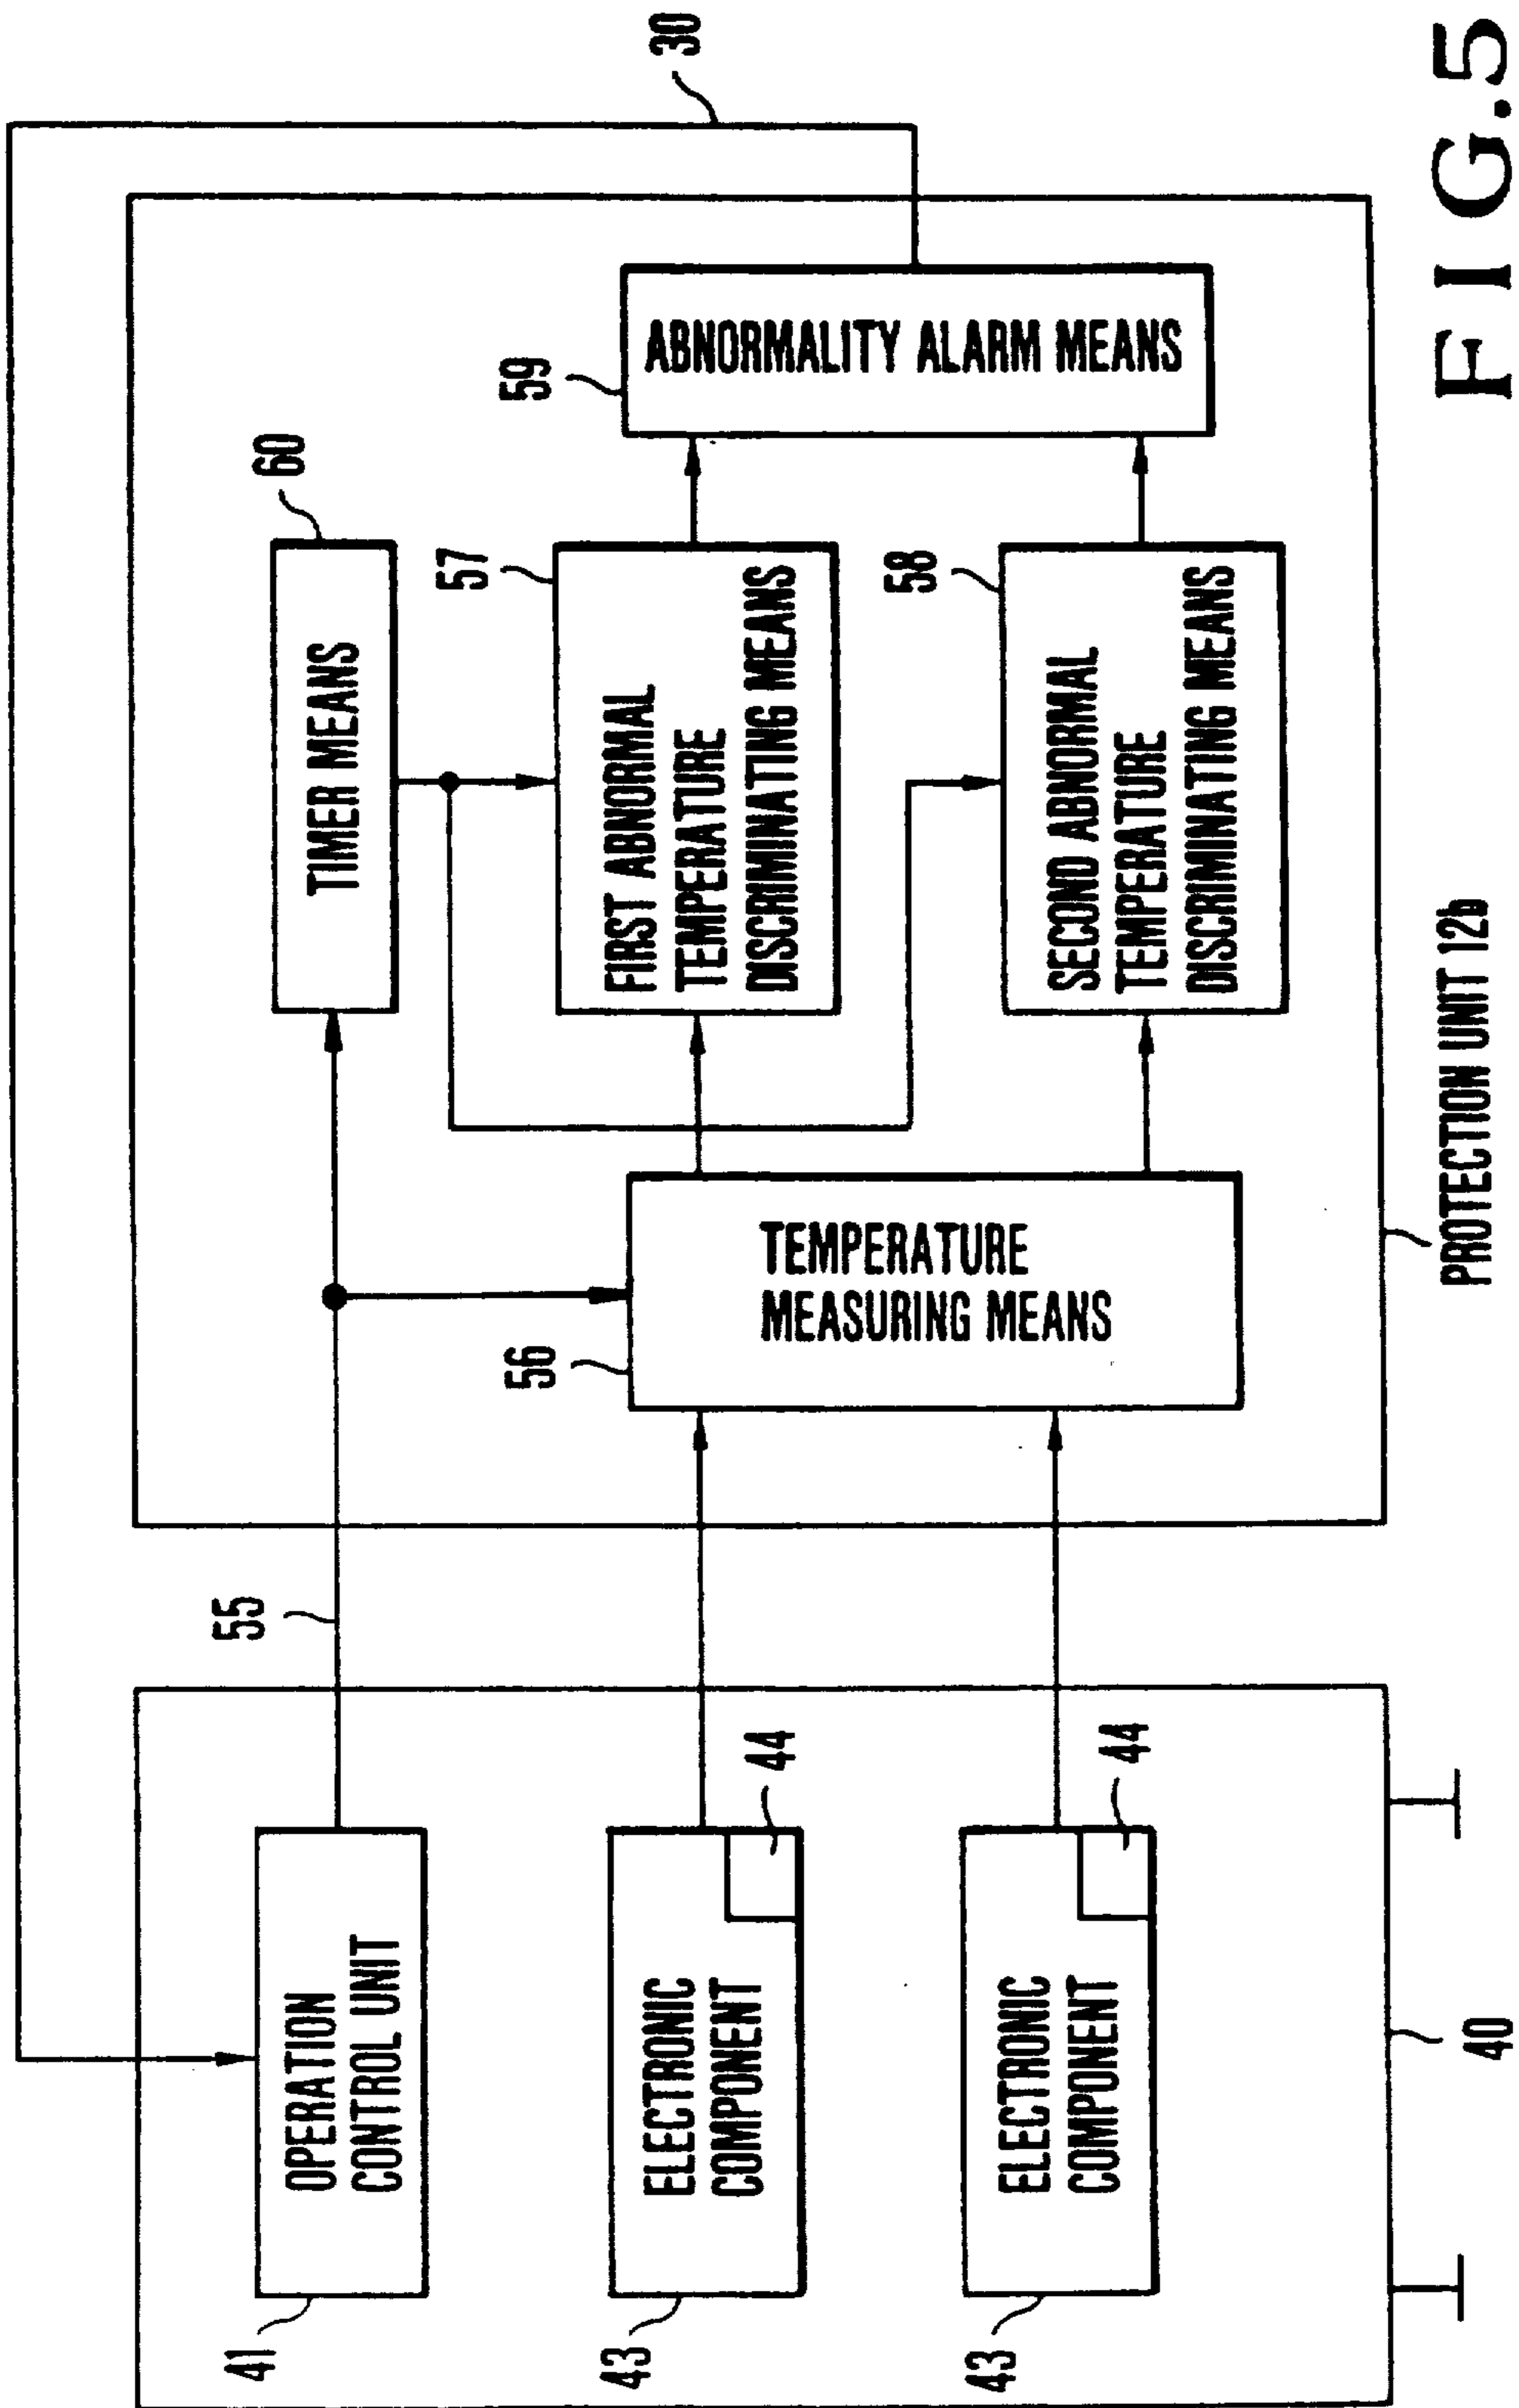 30
60
TIMER MEANS
55
57
FIRST ABNORMAL
TEMPERATURE
DISCRIMINATING MEANS
59
ABNORMALITY ALARM MEANS
58
SECOND ABNORMAL
TEMPERATURE
DISCRIMINATING MEANS
56
TEMPERATURE
MEASURING MEANS
PROTECTION UNIT 12b
41
OPERATION
CONTROL UNIT
43
ELECTRONIC
COMPONENT
44
43
ELECTRONIC
COMPONENT
44
40
FIG.5